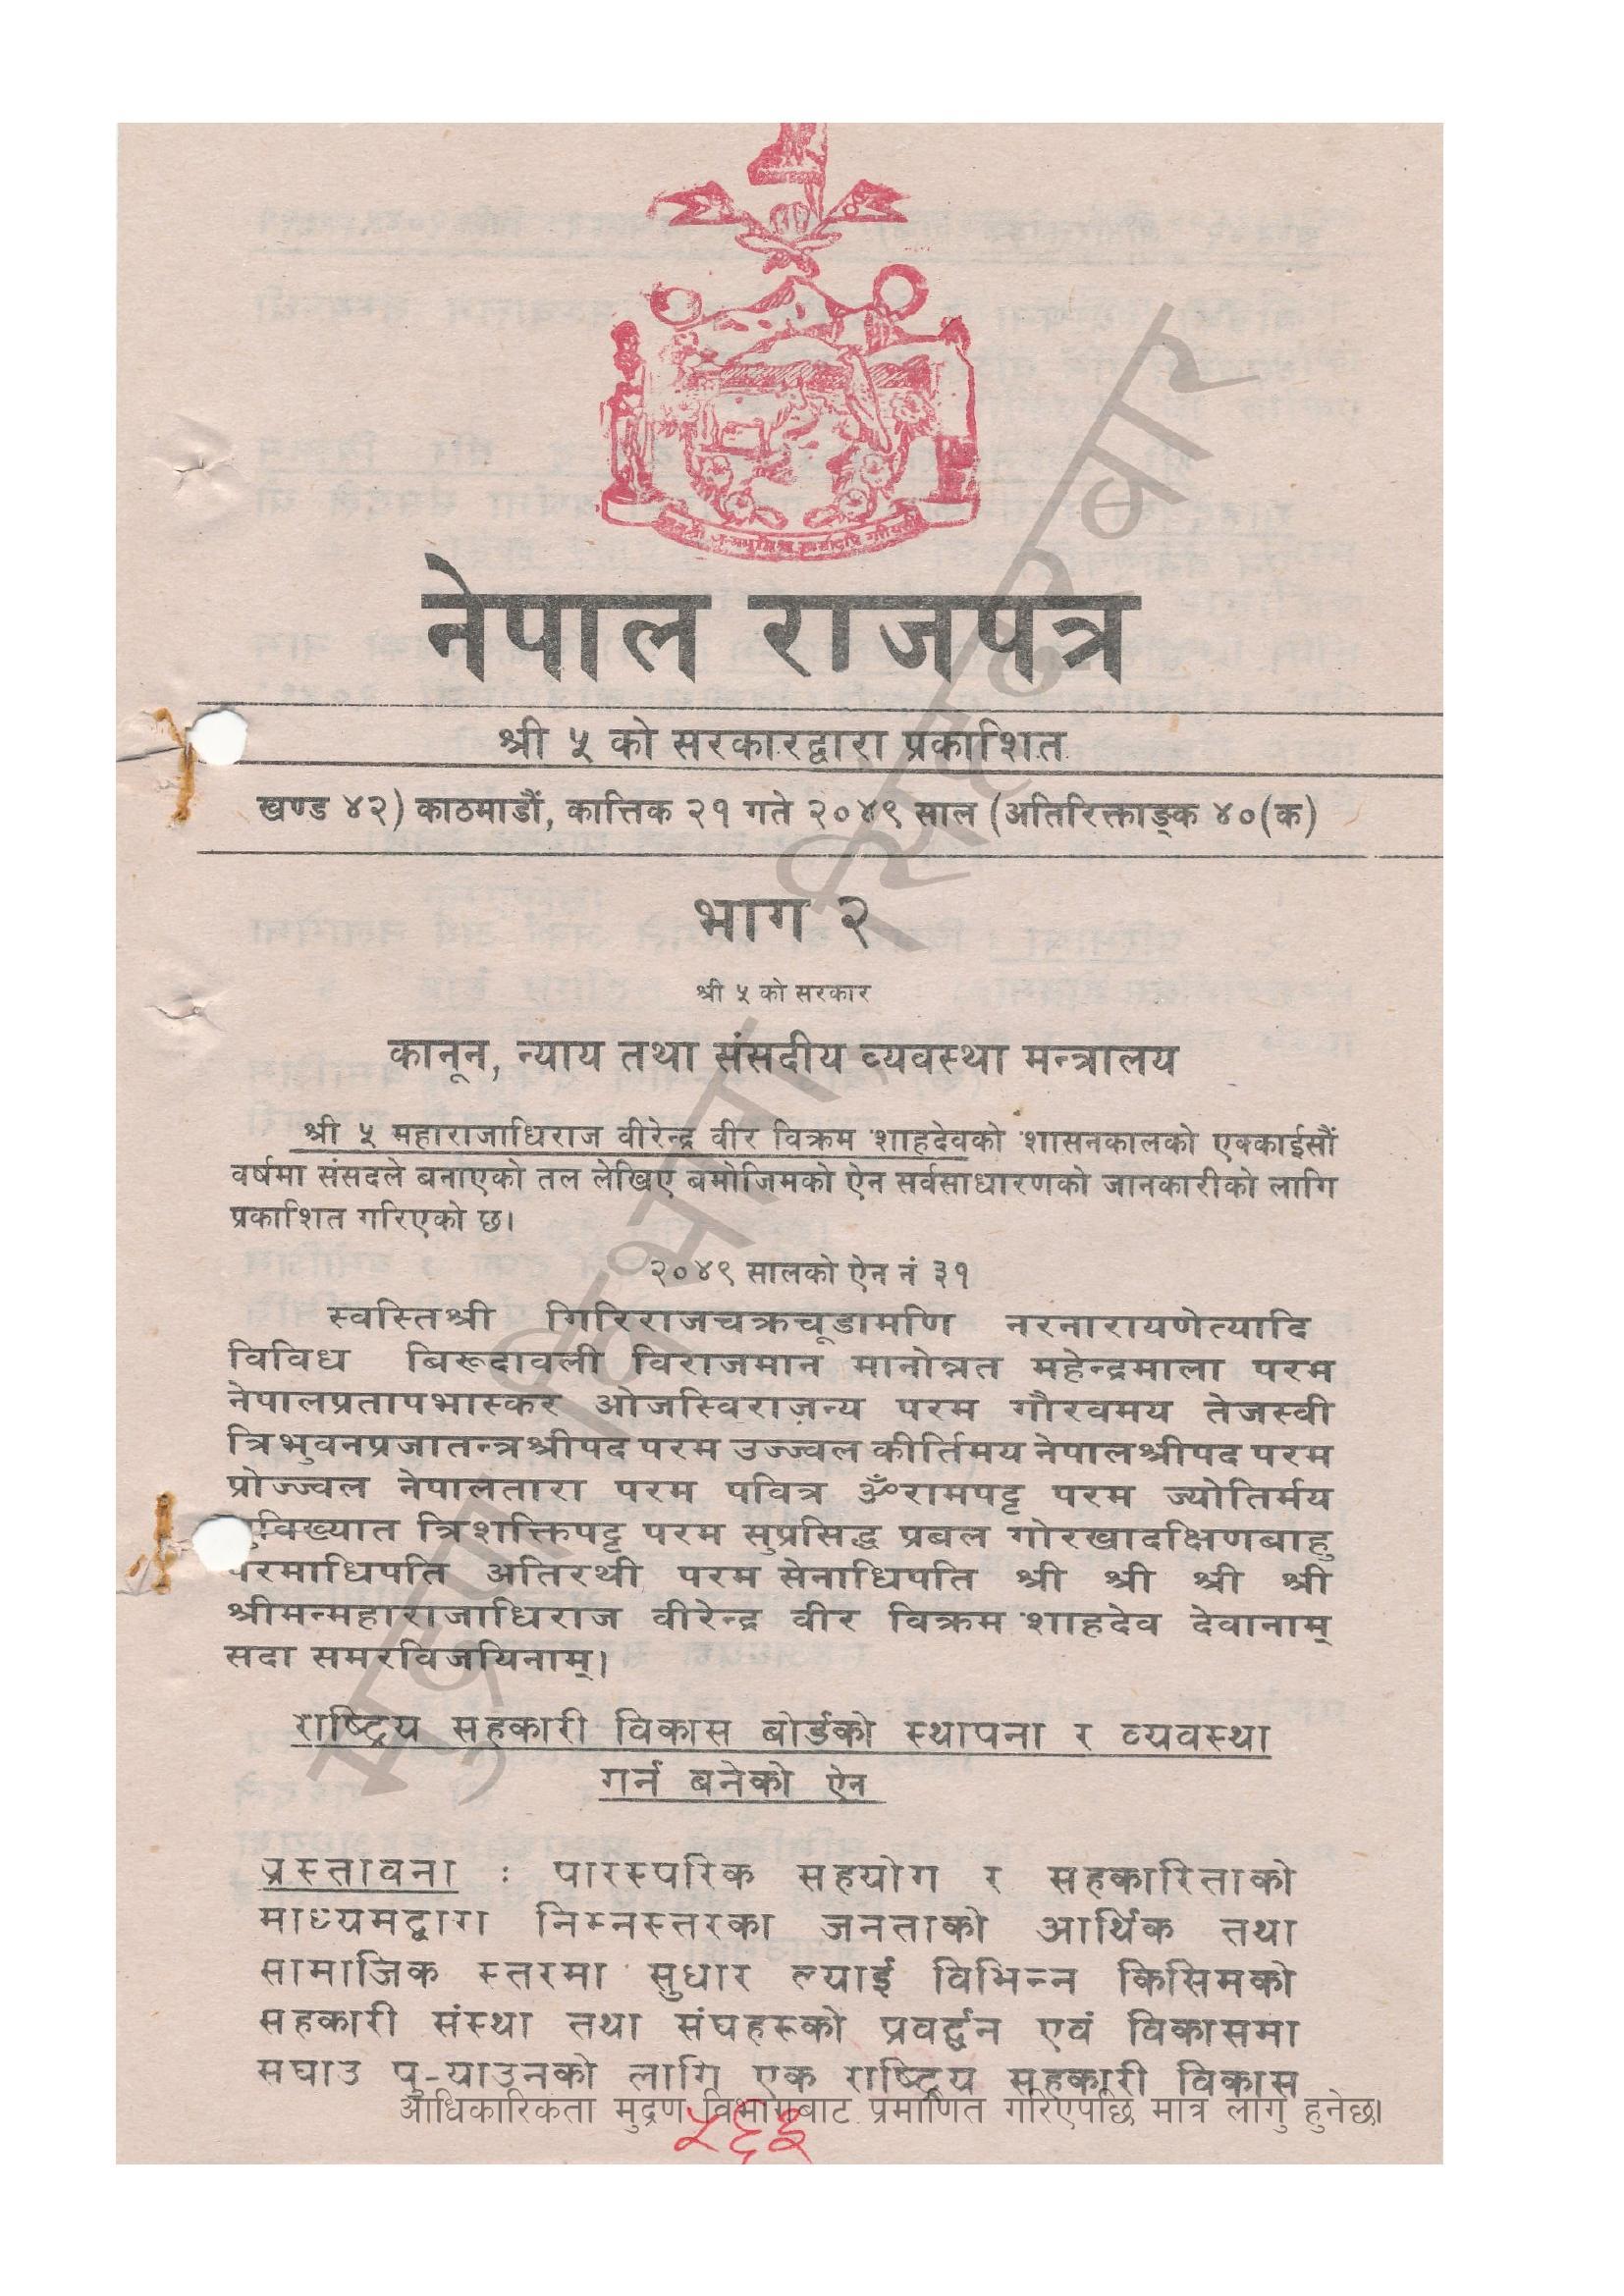 नेपाल राजपत्र
श्री ५ को सरकारद्वारा प्रकाशित
खण्ड ४२) काठमाडौं, कात्तिक २१ गते २०४९ साल (अतिरिक्ताङ्क ४०(क)
भाग २
श्री ५ को सरकार
कानून, न्याय तथा संसदीय व्यवस्था मन्त्रालय
श्री ५ महाराजाधिराज वीरेन्द्र वीर विक्रम शाहदेवको शासनकालको एक्काईसौं
वर्षमा संसदले बनाएको तल लेखिए बमोजिमको ऐन सर्वसाधारणको जानकारीको लागि
प्रकाशित गरिएको छ।
२०४९ सालको ऐन नं ३१
स्वस्तिश्री गिरिराजचक्रचूडामणि नरनारायणेत्यादि
विविध बिरूदावली विराजमान मानोन्नत महेन्द्रमाला परम
नेपालप्रतापभास्कर ओजस्विराजन्य परम गौरवमय तेजस्वी
त्रिभुवनप्रजातन्त्रश्रीपद परम उज्ज्वल कीर्तिमय नेपालश्रीपद परम
प्रोज्ज्वल नेपालतारा परम पवित्र ॐरामपट्ट परम ज्योतिर्मय
सुविख्यात त्रिशक्तिपट्ट परम सुप्रसिद्ध प्रबल गोरखादक्षिणबाहु
परमाधिपति अतिरथी परम सेनाधिपति श्री श्री श्री श्री
श्रीमन्महाराजाधिराज वीरेन्द्र वीर विक्रम शाहदेव देवानाम्
सदा समरविजयिनाम्।
राष्ट्रिय सहकारी विकास बोर्डको स्थापना र व्यवस्था
गर्न बनेको ऐन
प्रस्तावना : पारस्परिक सहयोग र सहकारिताको
माध्यमद्वारा निम्नस्तरका जनताको आर्थिक तथा
सामाजिक स्तरमा सुधार ल्याई विभिन्न किसिमको
सहकारी संस्था तथा संघहरूको प्रवर्द्धन एवं विकासमा
मघाउ पु-याउनको लागि एक राष्ट्रिय सहकारी विकास
आधिकारिकता मुद्रण विभागबाट प्रमाणित गरिएपछि मात्र लागु हुनेछ।
५६३
मुद्रण विभाग सिंहदरबार